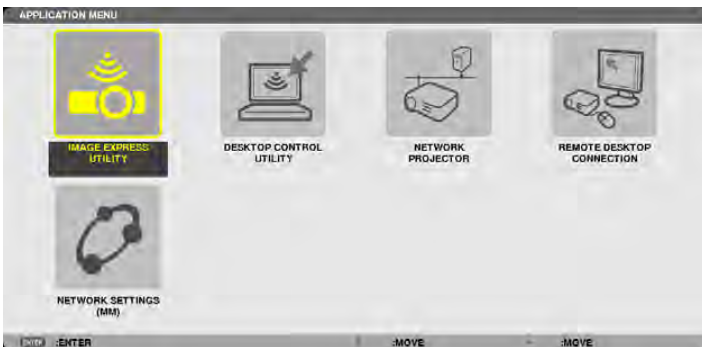 APPLICATION MENU
IMAGE EXPRESS
UTILITY
DESKTOP CONTROL
UTILITY
NETWORK
PROJECTOR
REMOTE DESKTOP
CONNECTION
NETWORK SETTINGS
(MM)
ENTER :ENTER :MOVE :MOVE